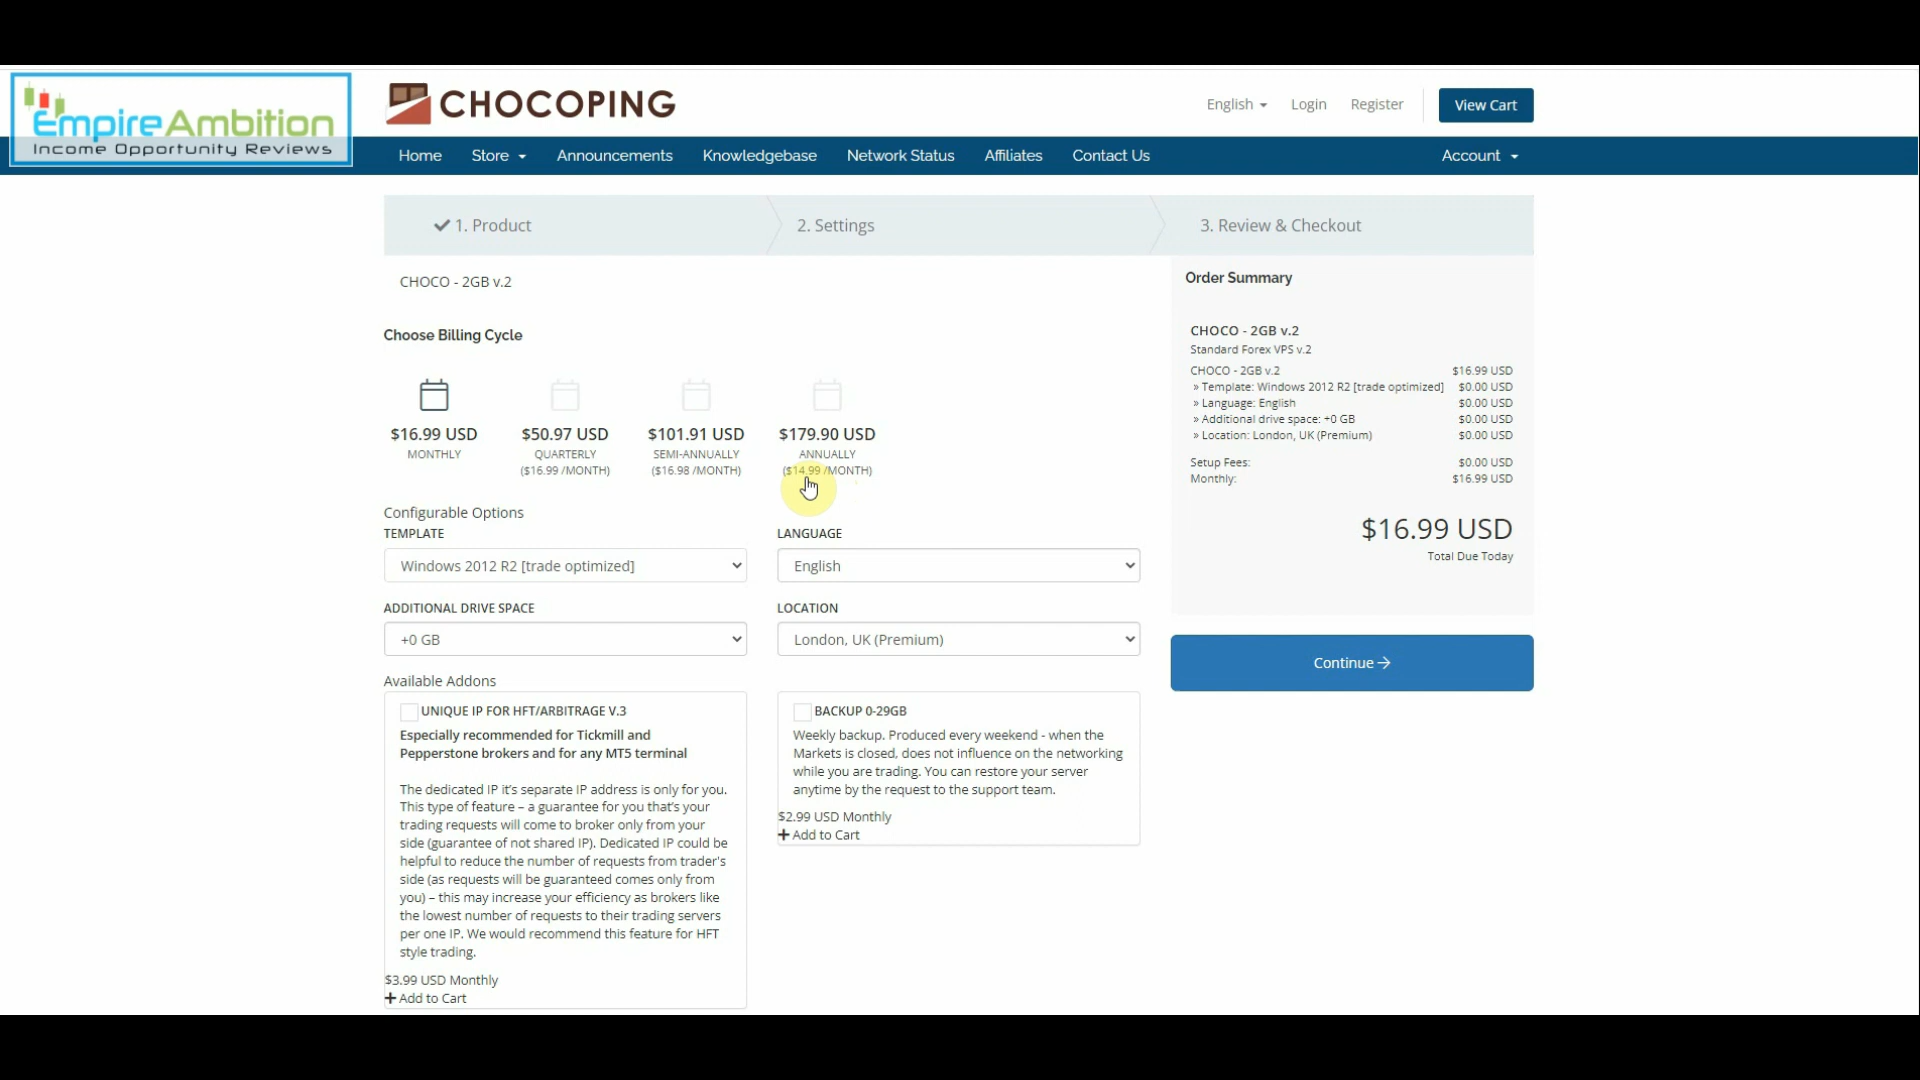 EmpireAmbition
Income Opportunity Reviews
CHOCOPING
English
Login
Register
View Cart
Home
Store
Announcements
Knowledgebase
Network Status
Affiliates
Contact Us
Account
1. Product
2. Settings
3. Review & Checkout
CHOCO - 2GB v.2
Choose Billing Cycle
$16.99 USD
MONTHLY
$50.97 USD
QUARTERLY
($16.99 /MONTH)
$101.91 USD
SEMI-ANNUALLY
($16.98 /MONTH)
$179.90 USD
ANNUALLY
($14.99 /MONTH)
Configurable Options
TEMPLATE
Windows 2012 R2 [trade optimized]
LANGUAGE
English
ADDITIONAL DRIVE SPACE
+0 GB
LOCATION
London, UK (Premium)
Available Addons
UNIQUE IP FOR HFT/ARBITRAGE V.3
Especially recommended for Tickmill and
Pepperstone brokers and for any MT5 terminal
The dedicated IP it's separate IP address is only for you.
This type of feature – a guarantee for you that's your
trading requests will come to broker only from your
side (guarantee of not shared IP). Dedicated IP could be
helpful to reduce the number of requests from trader's
side (as requests will be guaranteed comes only from
you) – this may increase your efficiency as brokers like
the lowest number of requests to their trading servers
per one IP. We would recommend this feature for HFT
style trading.
$3.99 USD Monthly
+ Add to Cart
BACKUP 0-29GB
Weekly backup. Produced every weekend - when the
Markets is closed, does not influence on the networking
while you are trading. You can restore your server
anytime by the request to the support team.
$2.99 USD Monthly
+ Add to Cart
Order Summary
CHOCO - 2GB v.2
Standard Forex VPS v.2
CHOCO - 2GB v.2 $16.99 USD
» Template: Windows 2012 R2 [trade optimized] $0.00 USD
» Language: English $0.00 USD
» Additional drive space: +0 GB $0.00 USD
» Location: London, UK (Premium) $0.00 USD
Setup Fees: $0.00 USD
Monthly: $16.99 USD
$16.99 USD
Total Due Today
Continue